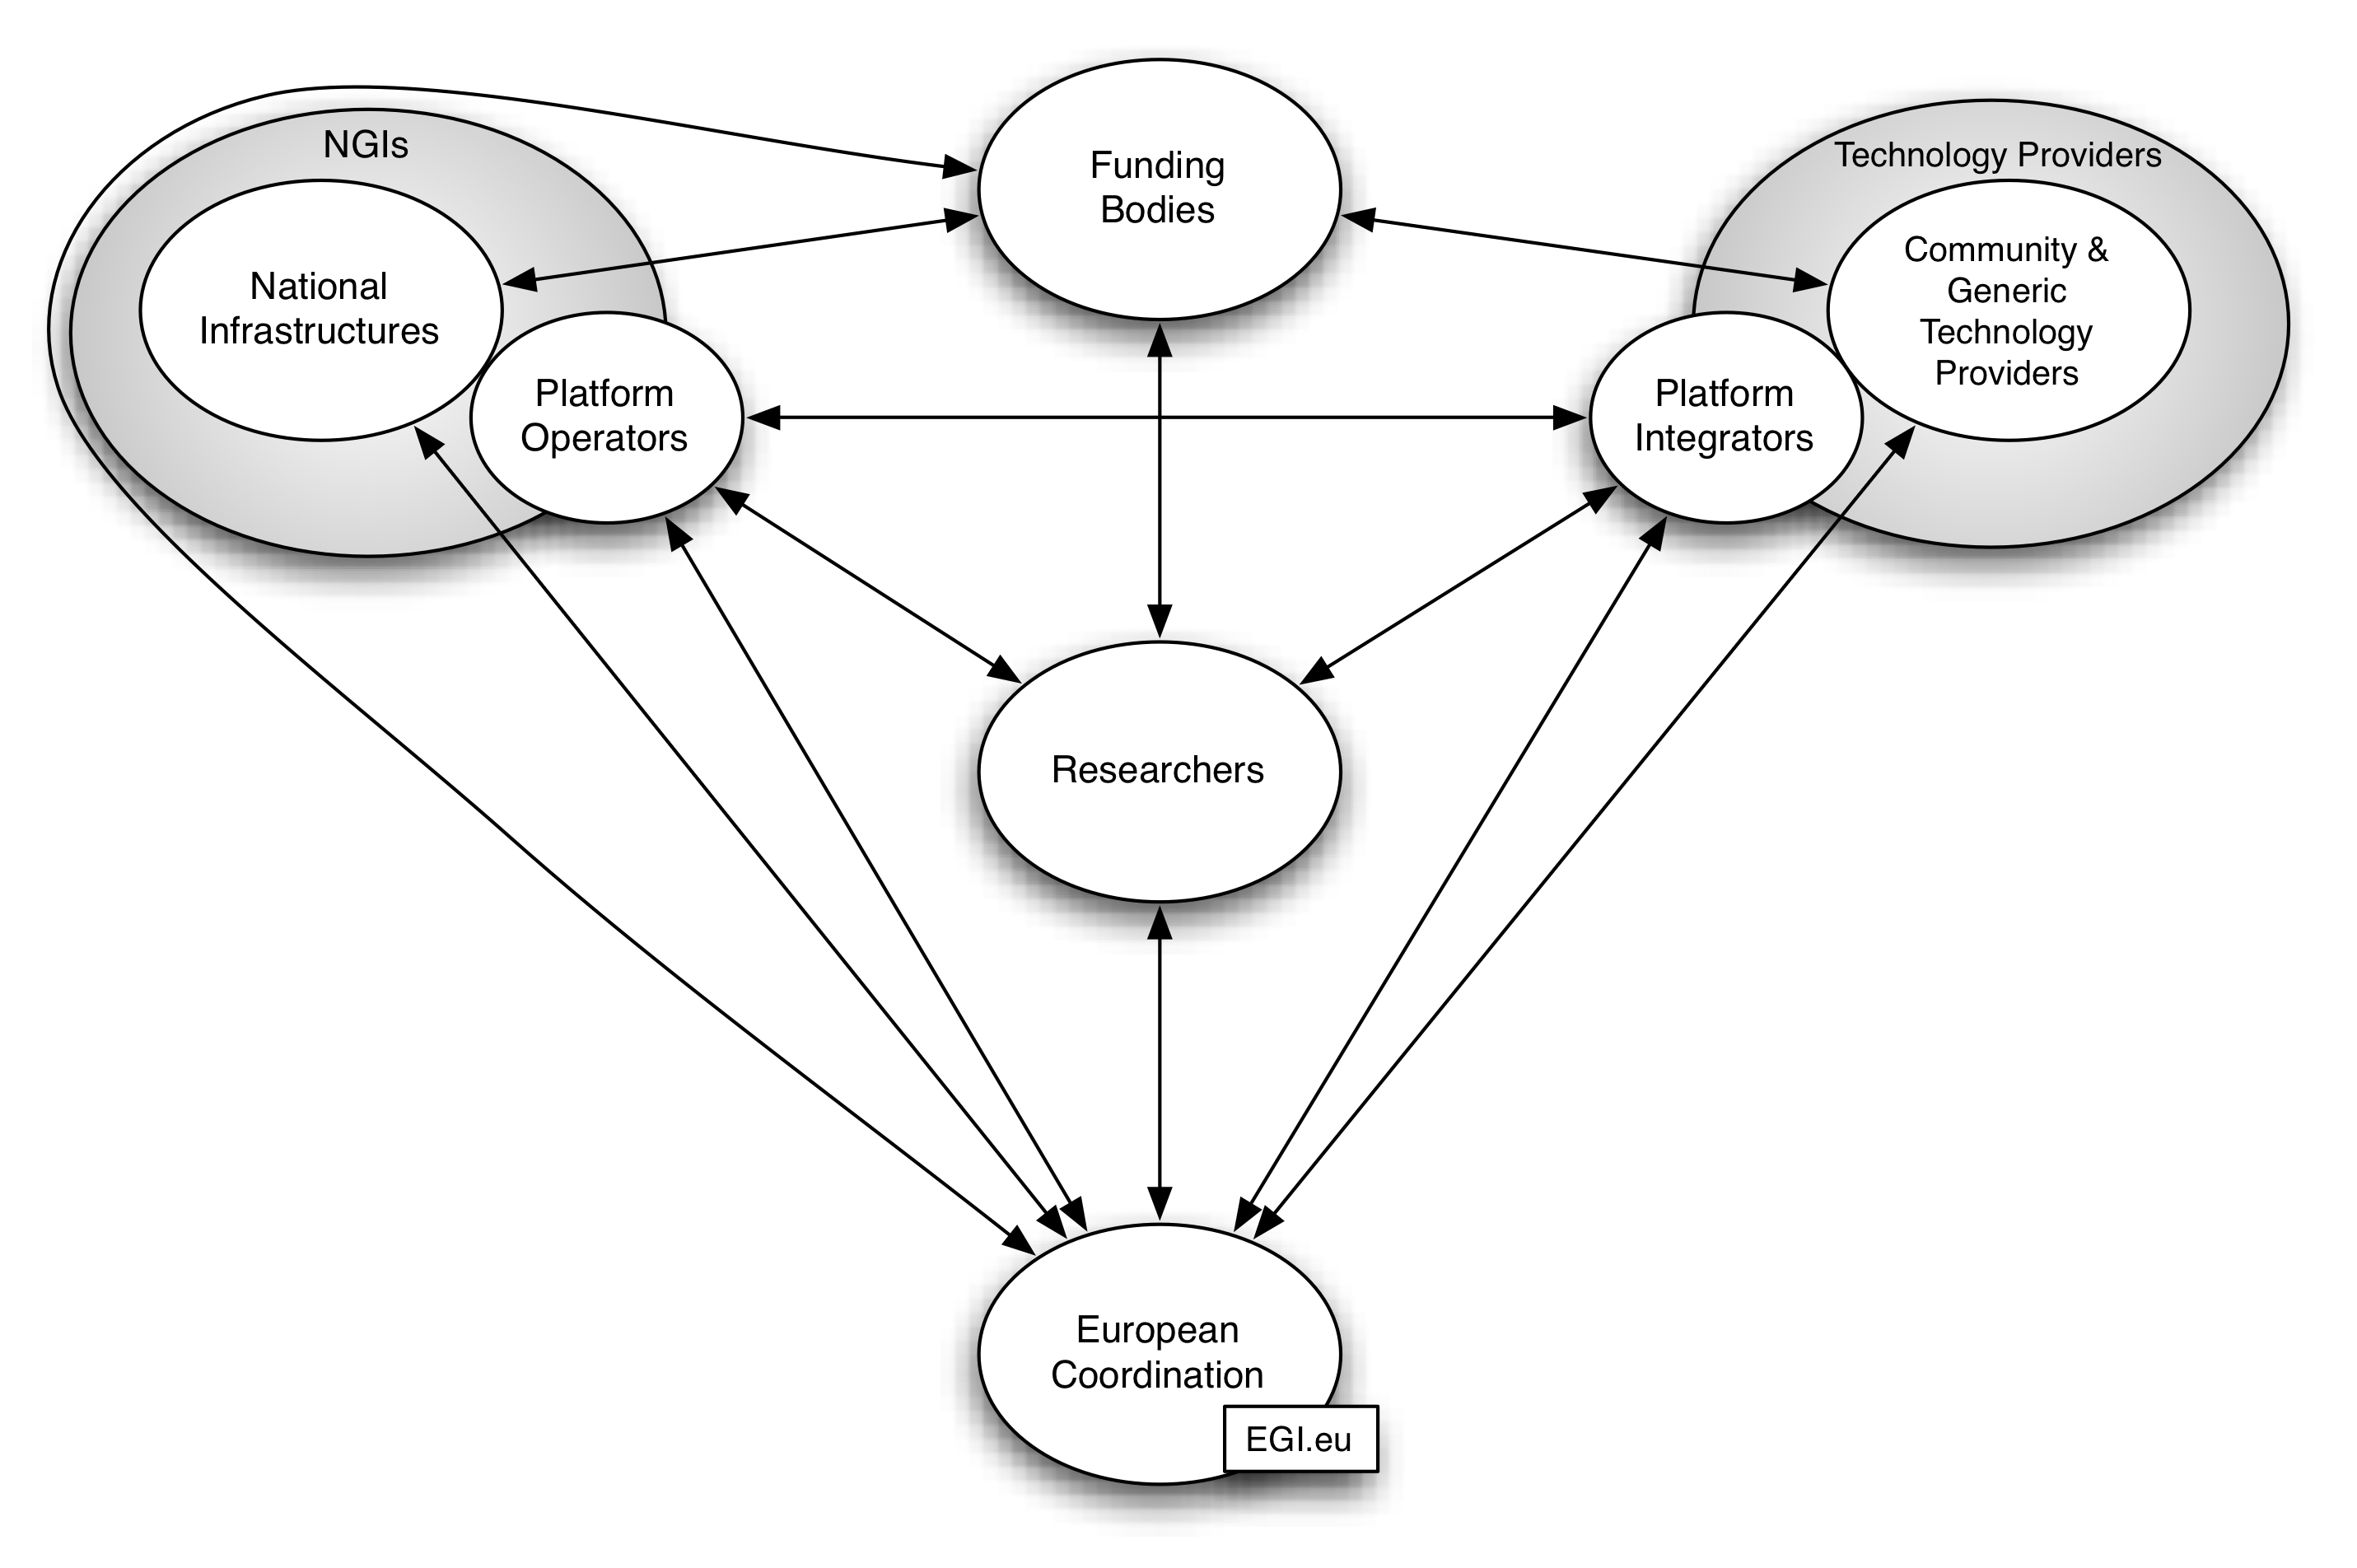 NGIs
National
Infrastructures
Platform
Operators
Funding
Bodies
Technology Providers
Community &
Generic
Technology
Providers
Platform
Integrators
Researchers
European
Coordination
EGI.eu